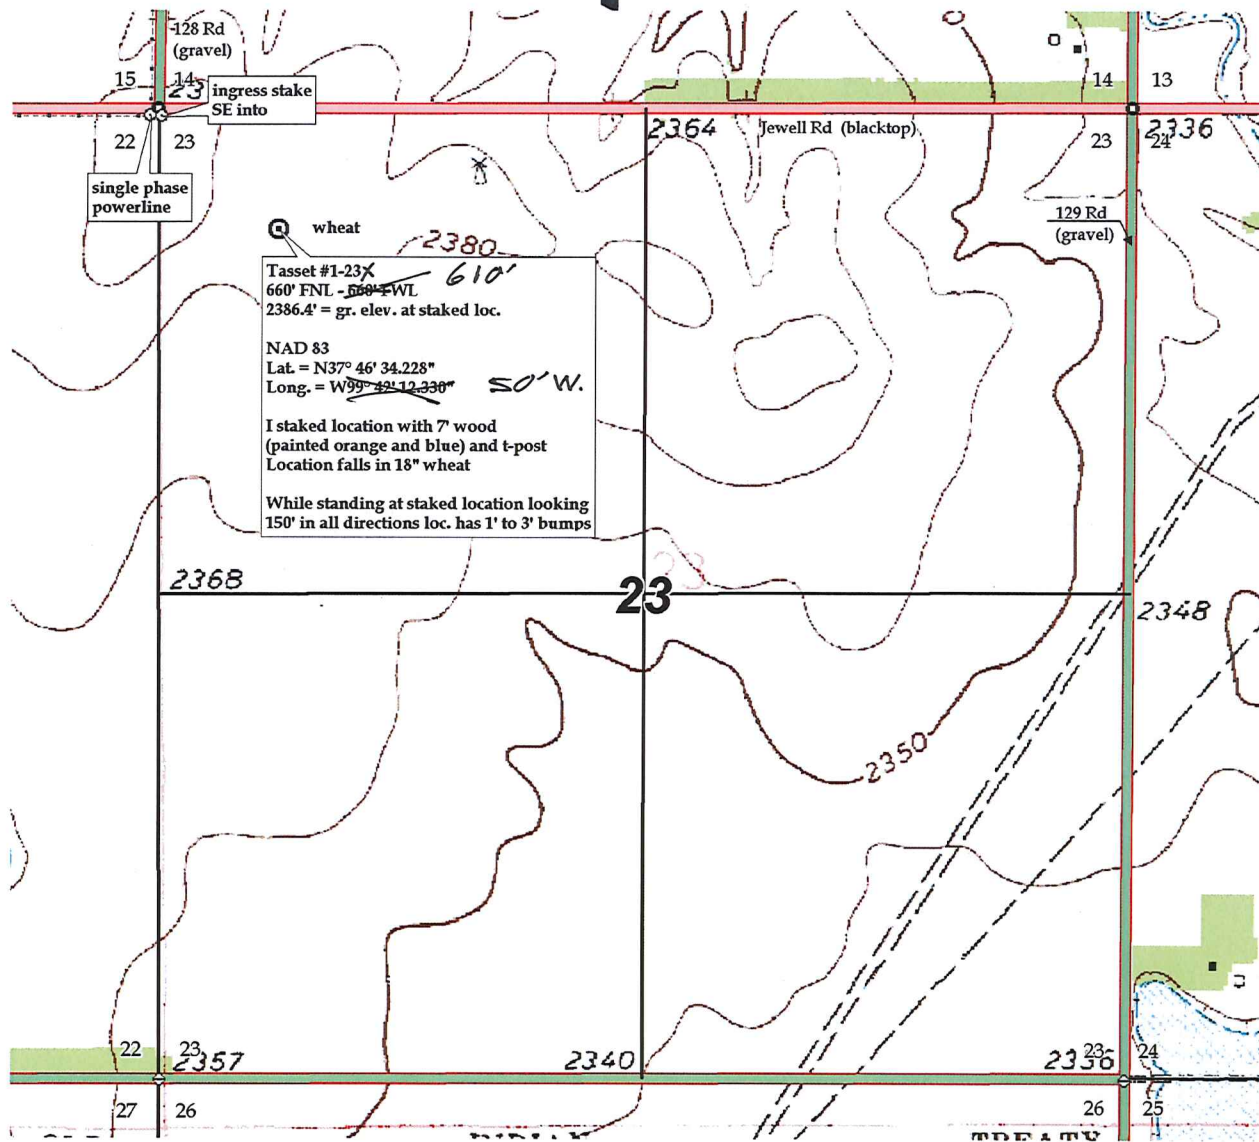 128 Rd
(gravel)
15 14
14 13
ingress stake
SE into
2364
Jewell Rd (blacktop)
2336
22 23
23 24
single phase
powerline
129 Rd
(gravel)
wheat
2380
Tasset #1-23X
610'
660' FNL - 660' FWL
2386.4' = gr. elev. at staked loc.
NAD 83
Lat. = N37° 46' 34.228"
Long. = W99° 42' 12.330"
50' W.
I staked location with 7' wood
(painted orange and blue) and t-post
Location falls in 18" wheat
While standing at staked location looking
150' in all directions loc. has 1' to 3' bumps
23
2368
23
2348
2350
22 23
2357
2340
2336
23 24
27 26
26 25
INDIAN
TREATY